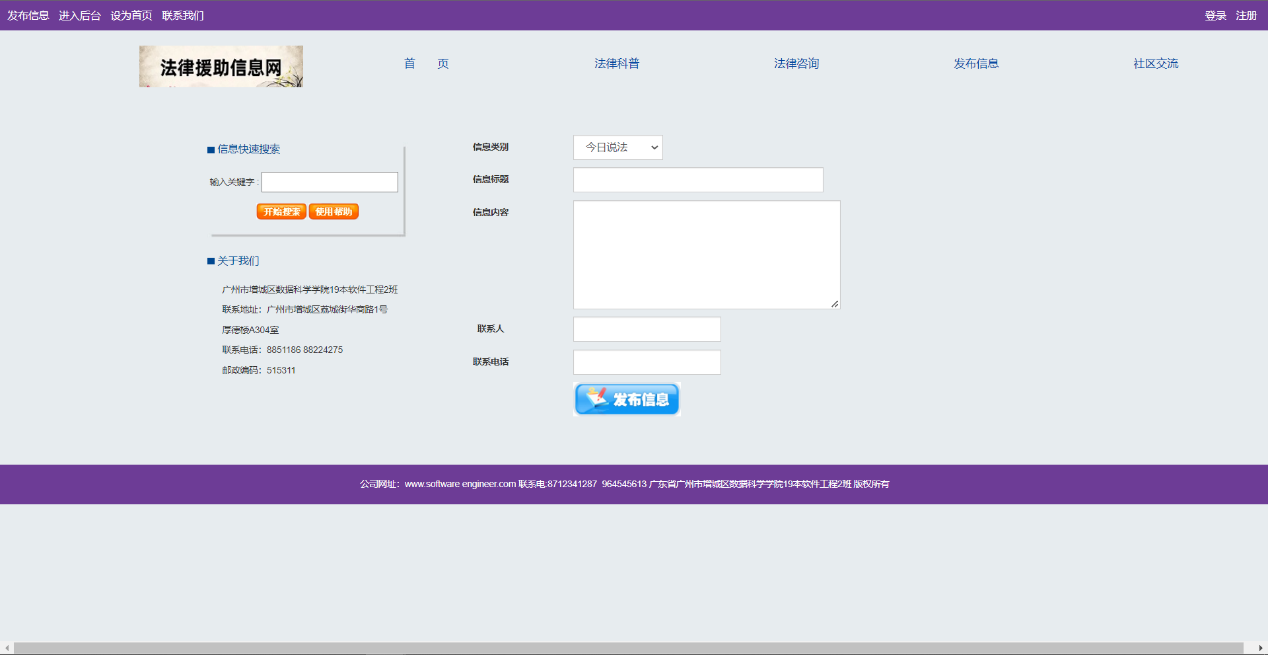 发布信息 进入后台 设为首页 联系我们 登录 注册
法律援助信息网
首 页 法律科普 法律咨询 发布信息 社区交流
信息快速搜索
输入关键字:
开始搜索 使用帮助
关于我们
广州市增城区数据科学学院19本软件工程2班
联系地址：广州市增城区荔城街华商路1号
厚德楼A304室
联系电话：8851186 88224275
邮政编码：515311
信息类别 今日说法
信息标题
信息内容
联系人
联系电话
发布信息
公司网址：www.software engineer.com 联系电:8712341287 964545613 广东省广州市增城区数据科学学院19本软件工程2班 版权所有